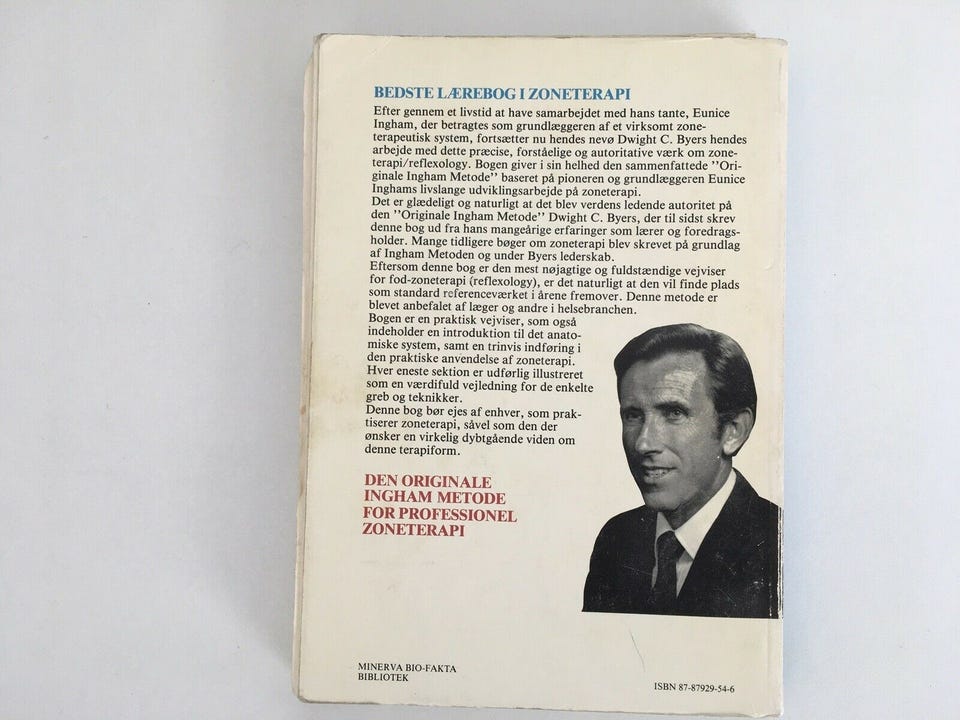 BEDSTE LÆREBOG I ZONETERAPI
Efter gennem et livstid at have samarbejdet med hans tante, Eunice
Ingham, der betragtes som grundlæggeren af et virksomt zone-
terapeutisk system, fortsætter nu hendes nevø Dwight C. Byers hendes
arbejde med dette præcise, forståelige og autoritative værk om zone-
terapi/reflexology. Bogen giver i sin helhed den sammenfattede ''Ori-
ginale Ingham Metode'' baseret på pioneren og grundlæggeren Eunice
Inghams livslange udviklingsarbejde på zoneterapi.
Det er glædeligt og naturligt at det blev verdens ledende autoritet på
den ''Originale Ingham Metode'' Dwight C. Byers, der til sidst skrev
denne bog ud fra hans mangeårige erfaringer som lærer og foredrags-
holder. Mange tidligere bøger om zoneterapi blev skrevet på grundlag
af Ingham Metoden og under Byers lederskab.
Eftersom denne bog er den mest nøjagtige og fuldstændige vejviser
for fod-zoneterapi (reflexology), er det naturligt at den vil finde plads
som standard referenceværket i årene fremover. Denne metode er
blevet anbefalet af læger og andre i helsebranchen.
Bogen er en praktisk vejviser, som også
indeholder en introduktion til det anato-
miske system, samt en trinvis indføring i
den praktiske anvendelse af zoneterapi.
Hver eneste sektion er udførlig illustreret
som en værdifuld vejledning for de enkelte
greb og teknikker.
Denne bog bør ejes af enhver, som prak-
tiserer zoneterapi, såvel som den der
ønsker en virkelig dybtgående viden om
denne terapiform.
DEN ORIGINALE
INGHAM METODE
FOR PROFESSIONEL
ZONETERAPI
MINERVA BIO-FAKTA
BIBLIOTEK
ISBN 87-87929-54-6